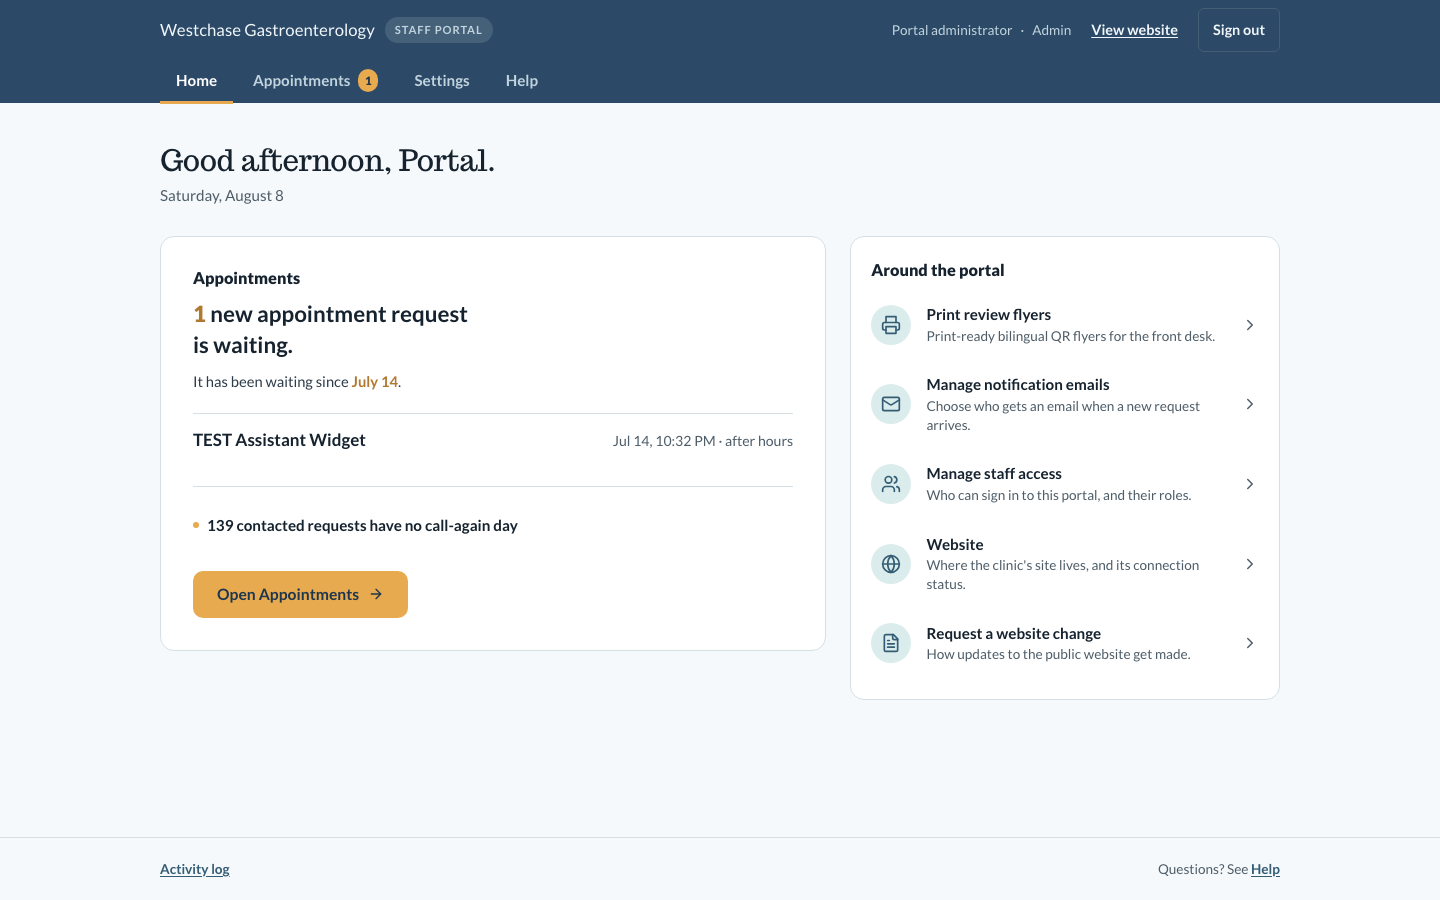 Westchase Gastroenterology STAFF PORTAL
Portal administrator · Admin View website Sign out
Home Appointments 1 Settings Help
Good afternoon, Portal.
Saturday, August 8
Appointments
1 new appointment request
is waiting.
It has been waiting since July 14.
TEST Assistant Widget Jul 14, 10:32 PM · after hours
139 contacted requests have no call-again day
Open Appointments
Around the portal
Print review flyers
Print-ready bilingual QR flyers for the front desk.
Manage notification emails
Choose who gets an email when a new request
arrives.
Manage staff access
Who can sign in to this portal, and their roles.
Website
Where the clinic's site lives, and its connection
status.
Request a website change
How updates to the public website get made.
Activity log
Questions? See Help